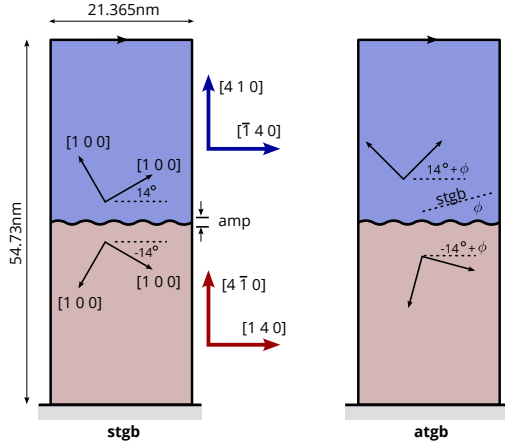 21.365nm
54.73nm
[4 1 0]
[1̅ 4 0]
[1 0 0]
[1 0 0]
14°
amp
-14°
[1 0 0]
[1 0 0]
[4 1̅ 0]
[1 4 0]
stgb
14°+ϕ
stgb
ϕ
-14°+ϕ
atgb